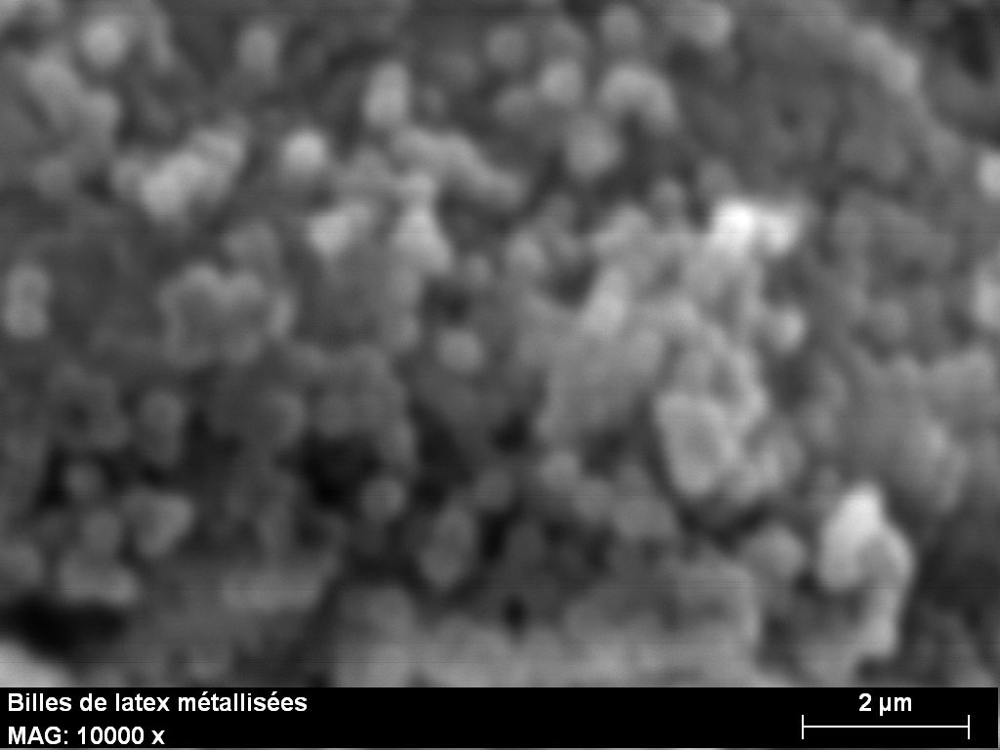 Billes de latex métallisées
MAG: 10000 x
2 µm